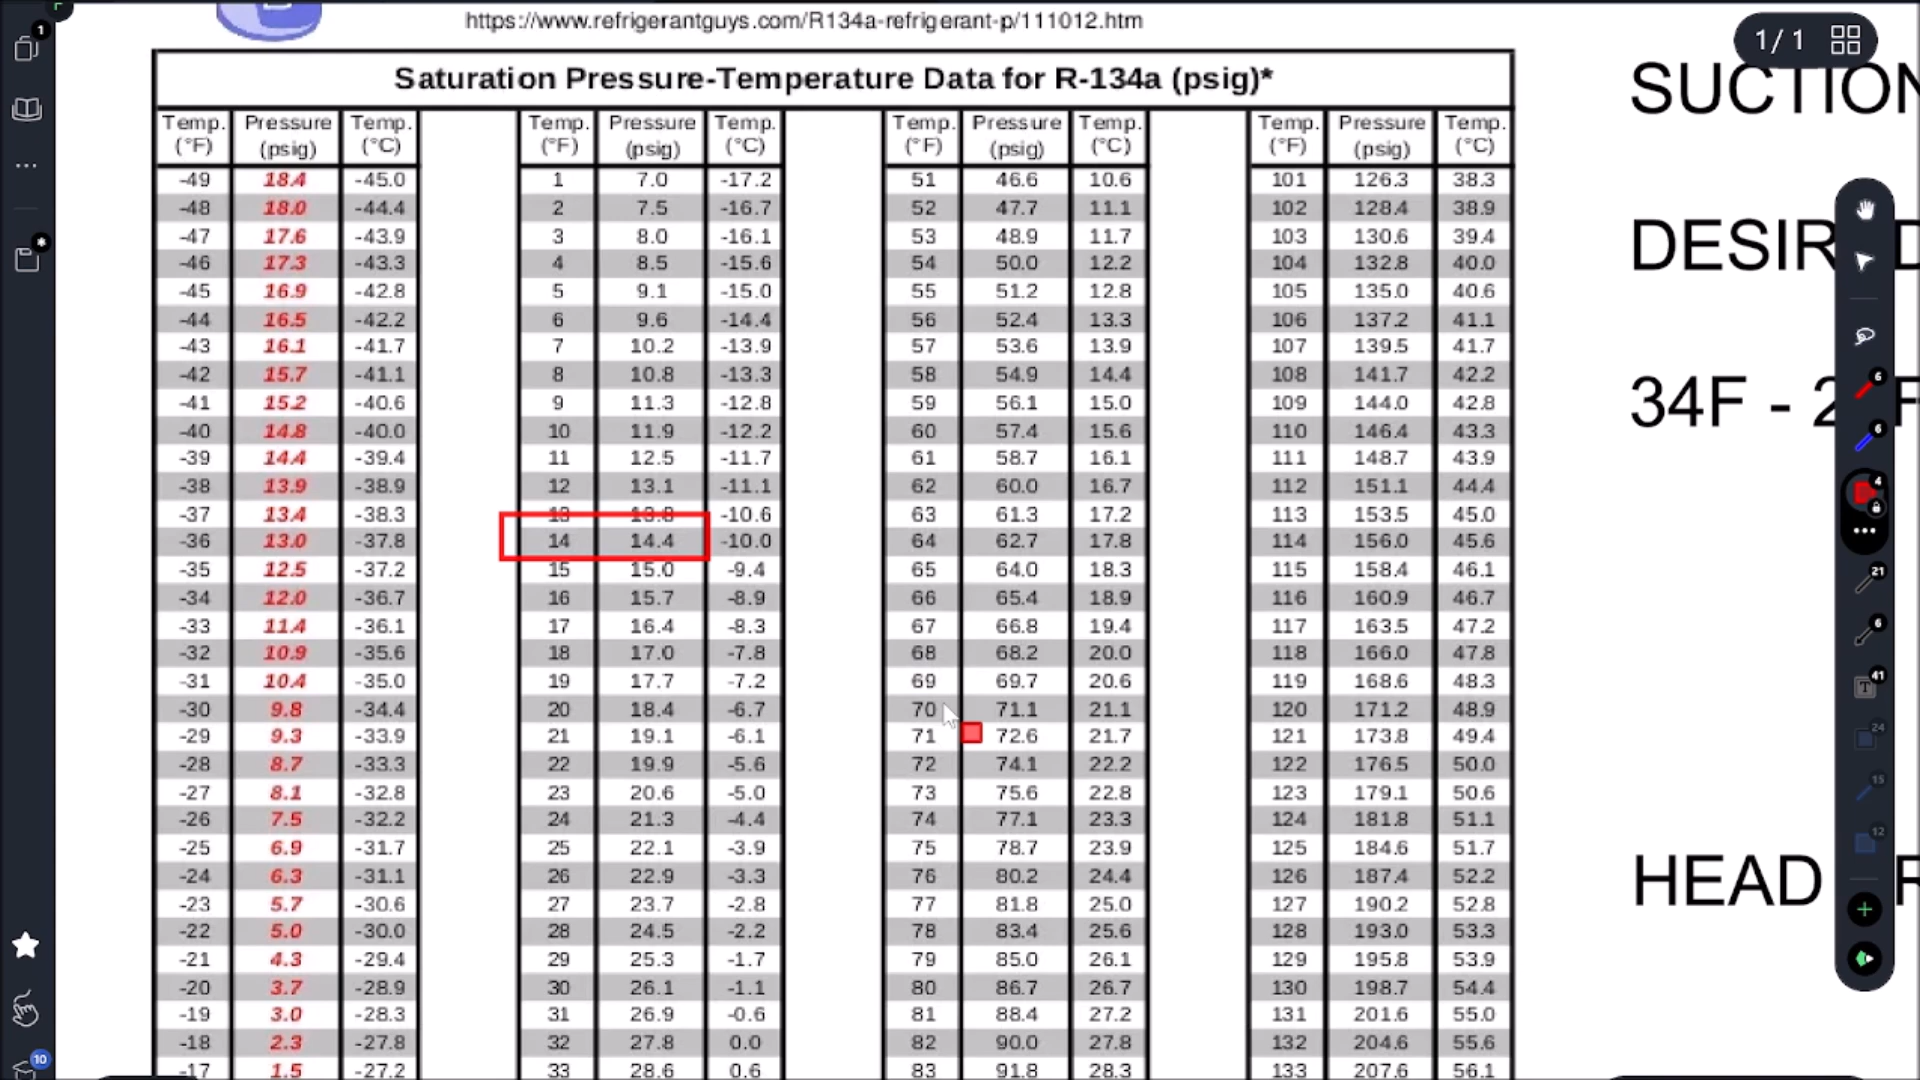 https://www.refrigerantguys.com/R134a-refrigerant-p/111012.htm
1/1
Saturation Pressure-Temperature Data for R-134a (psig)*
Temp. (°F) Pressure (psig) Temp. (°C) Temp. (°F) Pressure (psig) Temp. (°C) Temp. (°F) Pressure (psig) Temp. (°C) Temp. (°F) Pressure (psig) Temp. (°C)
-49 18.4 -45.0 1 7.0 -17.2 51 46.6 10.6 101 126.3 38.3
-48 18.0 -44.4 2 7.5 -16.7 52 47.7 11.1 102 128.4 38.9
-47 17.6 -43.9 3 8.0 -16.1 53 48.9 11.7 103 130.6 39.4
-46 17.3 -43.3 4 8.5 -15.6 54 50.0 12.2 104 132.8 40.0
-45 16.9 -42.8 5 9.1 -15.0 55 51.2 12.8 105 135.0 40.6
-44 16.5 -42.2 6 9.6 -14.4 56 52.4 13.3 106 137.2 41.1
-43 16.1 -41.7 7 10.2 -13.9 57 53.6 13.9 107 139.5 41.7
-42 15.7 -41.1 8 10.8 -13.3 58 54.9 14.4 108 141.7 42.2
-41 15.2 -40.6 9 11.3 -12.8 59 56.1 15.0 109 144.0 42.8
-40 14.8 -40.0 10 11.9 -12.2 60 57.4 15.6 110 146.4 43.3
-39 14.4 -39.4 11 12.5 -11.7 61 58.7 16.1 111 148.7 43.9
-38 13.9 -38.9 12 13.1 -11.1 62 60.0 16.7 112 151.1 44.4
-37 13.4 -38.3 13 13.8 -10.6 63 61.3 17.2 113 153.5 45.0
-36 13.0 -37.8 14 14.4 -10.0 64 62.7 17.8 114 156.0 45.6
-35 12.5 -37.2 15 15.0 -9.4 65 64.0 18.3 115 158.4 46.1
-34 12.0 -36.7 16 15.7 -8.9 66 65.4 18.9 116 160.9 46.7
-33 11.4 -36.1 17 16.4 -8.3 67 66.8 19.4 117 163.5 47.2
-32 10.9 -35.6 18 17.0 -7.8 68 68.2 20.0 118 166.0 47.8
-31 10.4 -35.0 19 17.7 -7.2 69 69.7 20.6 119 168.6 48.3
-30 9.8 -34.4 20 18.4 -6.7 70 71.1 21.1 120 171.2 48.9
-29 9.3 -33.9 21 19.1 -6.1 71 72.6 21.7 121 173.8 49.4
-28 8.7 -33.3 22 19.9 -5.6 72 74.1 22.2 122 176.5 50.0
-27 8.1 -32.8 23 20.6 -5.0 73 75.6 22.8 123 179.1 50.6
-26 7.5 -32.2 24 21.3 -4.4 74 77.1 23.3 124 181.8 51.1
-25 6.9 -31.7 25 22.1 -3.9 75 78.7 23.9 125 184.6 51.7
-24 6.3 -31.1 26 22.9 -3.3 76 80.2 24.4 126 187.4 52.2
-23 5.7 -30.6 27 23.7 -2.8 77 81.8 25.0 127 190.2 52.8
-22 5.0 -30.0 28 24.5 -2.2 78 83.4 25.6 128 193.0 53.3
-21 4.3 -29.4 29 25.3 -1.7 79 85.0 26.1 129 195.8 53.9
-20 3.7 -28.9 30 26.1 -1.1 80 86.7 26.7 130 198.7 54.4
-19 3.0 -28.3 31 26.9 -0.6 81 88.4 27.2 131 201.6 55.0
-18 2.3 -27.8 32 27.8 0.0 82 90.0 27.8 132 204.6 55.6
-17 1.5 -27.2 33 28.6 0.6 83 91.8 28.3 133 207.6 56.1
SUCTION
DESIR
34F - 2
HEAD
1
10
6
6
4
21
6
T 41
24
15
12